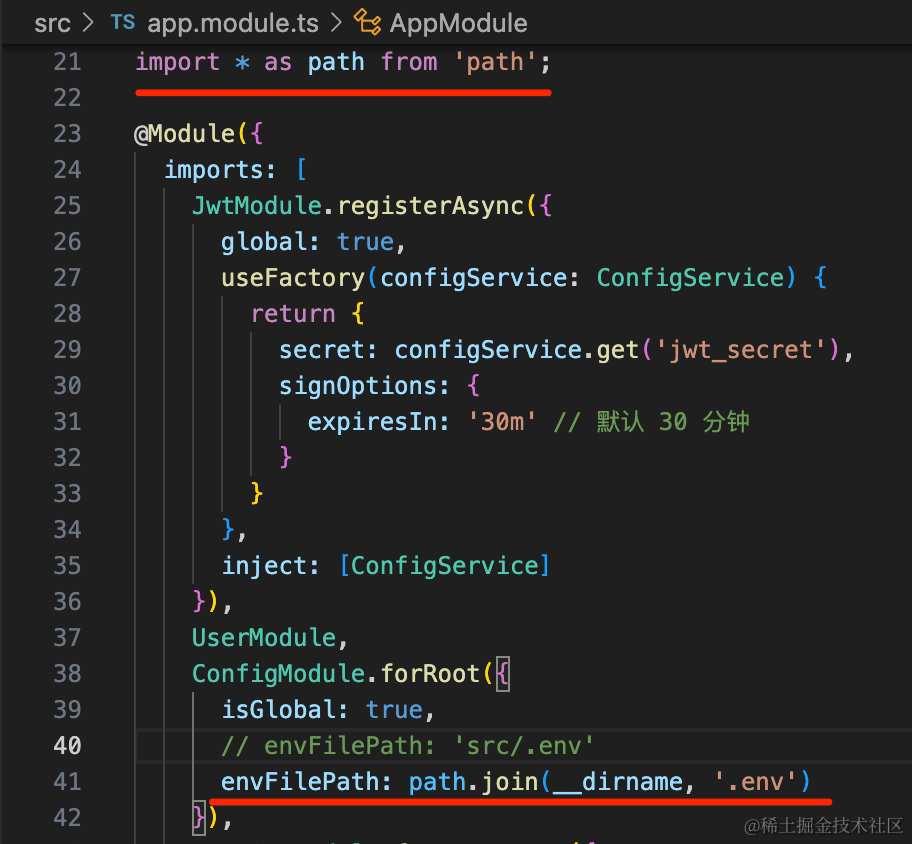 src > TS app.module.ts > AppModule
21 import * as path from 'path';
22
23 @Module({
24 imports: [
25 JwtModule.registerAsync({
26 global: true,
27 useFactory(configService: ConfigService) {
28 return {
29 secret: configService.get('jwt_secret'),
30 signOptions: {
31 expiresIn: '30m' // 默认 30 分钟
32 }
33 }
34 },
35 inject: [ConfigService]
36 }),
37 UserModule,
38 ConfigModule.forRoot({
39 isGlobal: true,
40 // envFilePath: 'src/.env'
41 envFilePath: path.join(__dirname, '.env')
42 }),
@稀土掘金技术社区